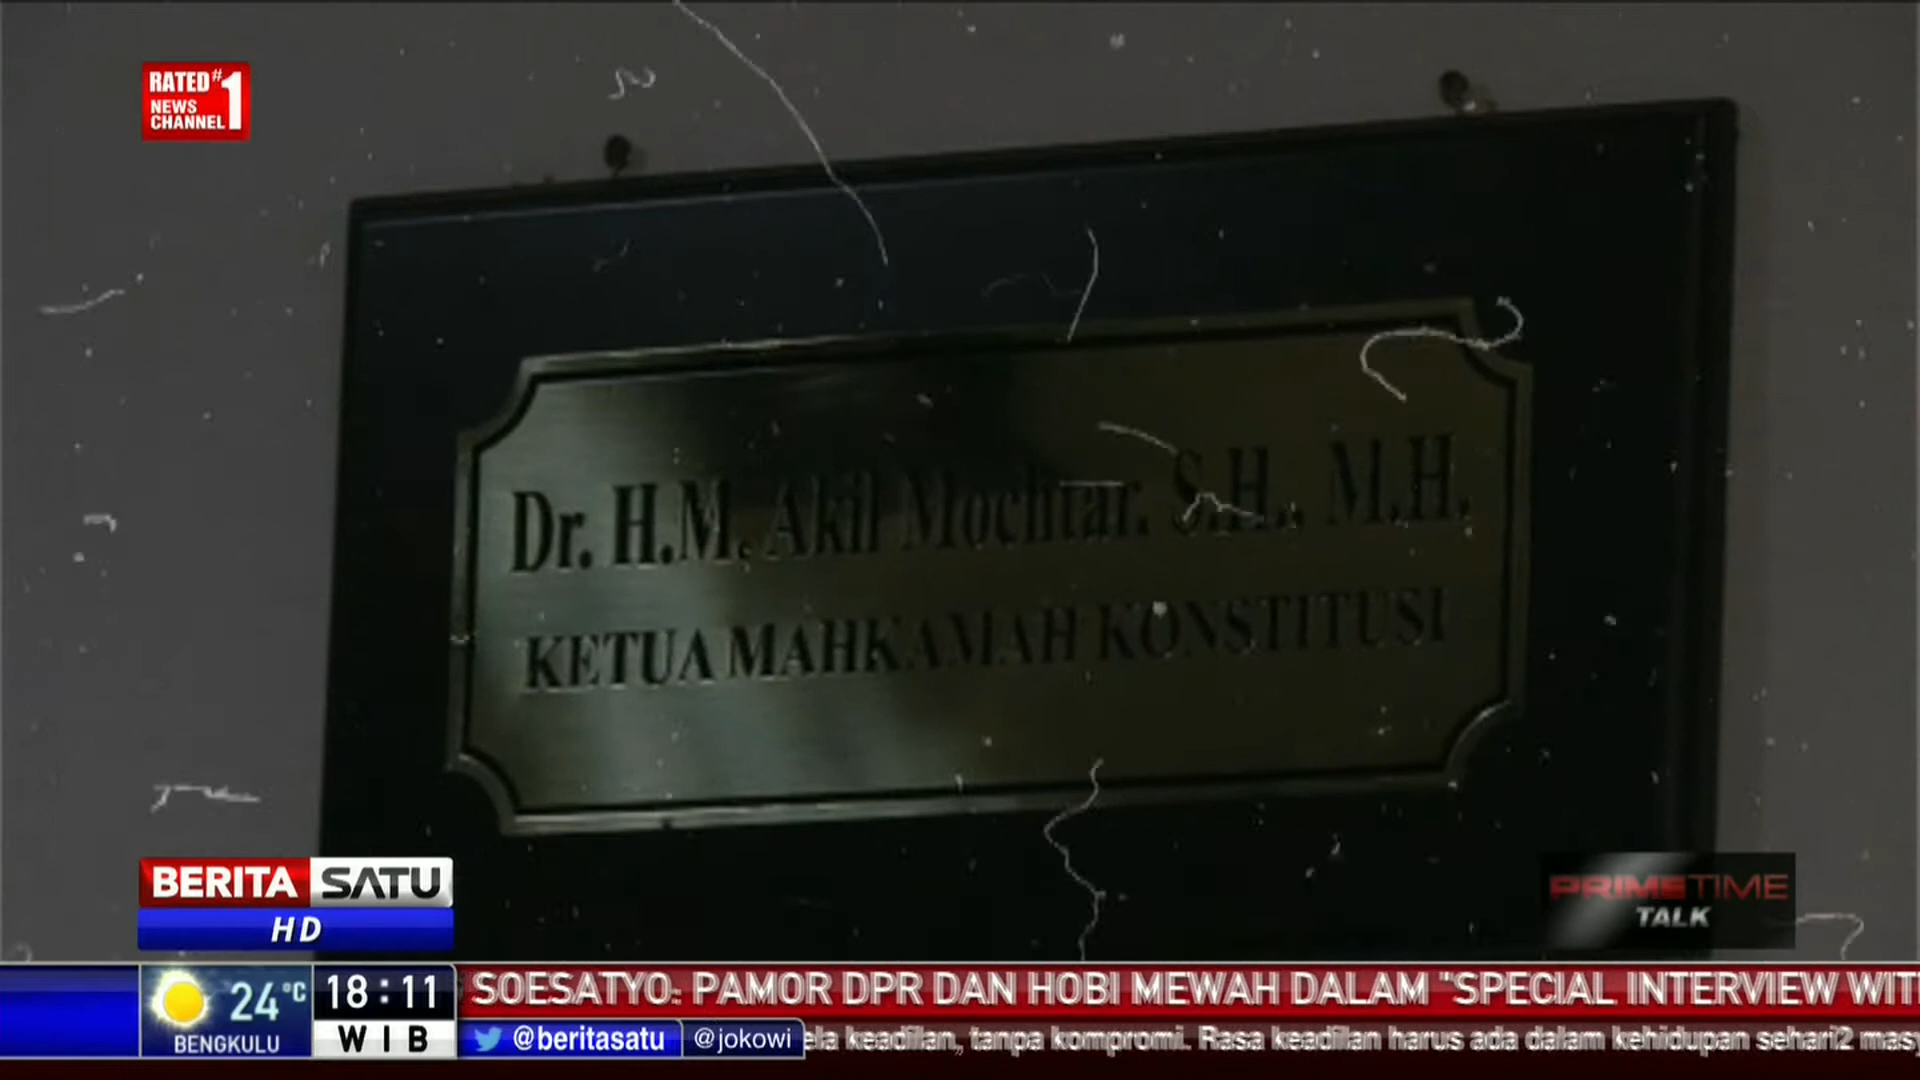 RATED #1
NEWS
CHANNEL
Dr. H.M. Akil Mochtar. S.H., M.H.
KETUA MAHKAMAH KONSTITUSI
BERITA SATU
HD
PRIMETIME
TALK
24°C
BENGKULU
18:11
WIB
SOESATYO: PAMOR DPR DAN HOBI MEWAH DALAM "SPECIAL INTERVIEW WIT
@beritasatu @jokowi ela keadilan, tanpa kompromi. Rasa keadilan harus ada dalam kehidupan sehari2 masy